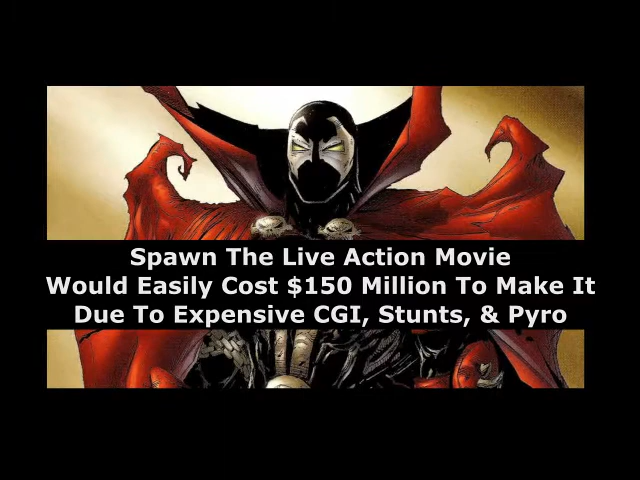 Spawn The Live Action Movie
Would Easily Cost $150 Million To Make It
Due To Expensive CGI, Stunts, & Pyro